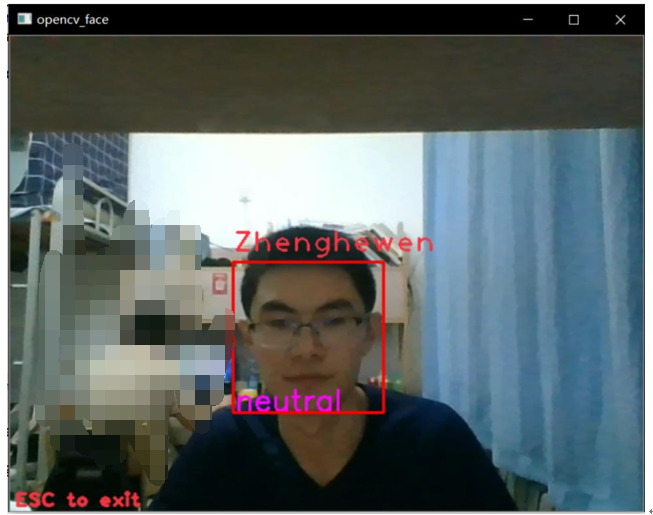 opencv_face
Zhenghewen
neutral
ESC to exit